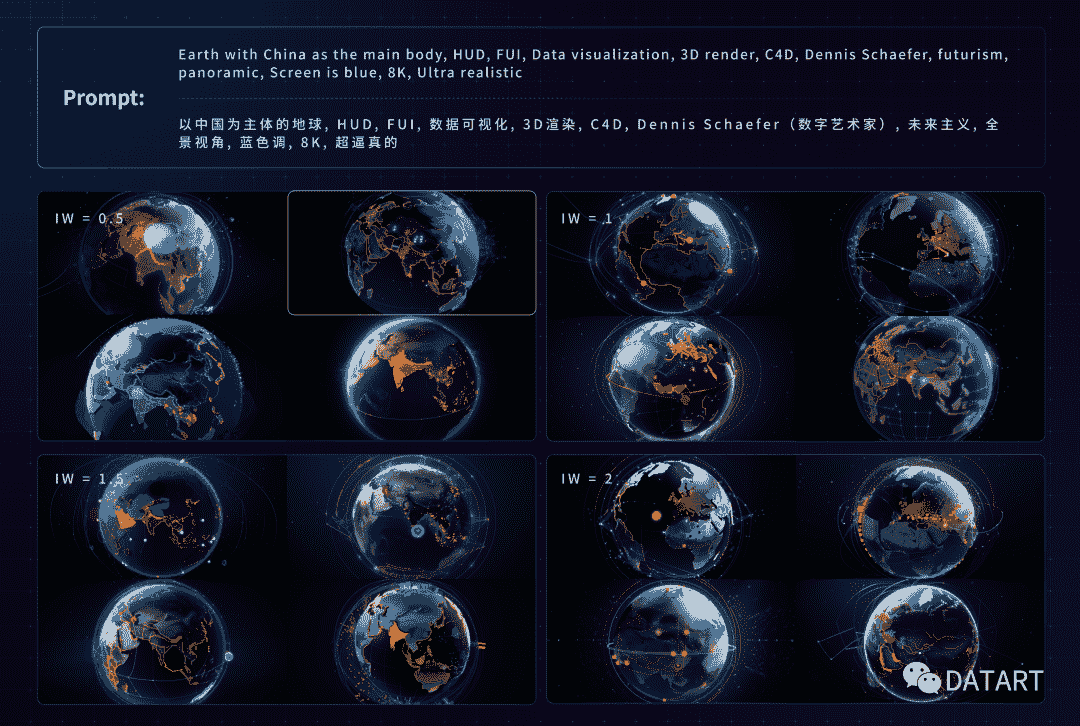 Prompt:
Earth with China as the main body, HUD, FUI, Data visualization, 3D render, C4D, Dennis Schaefer, futurism,
panoramic, Screen is blue, 8K, Ultra realistic
以中国为主体的地球, HUD, FUI, 数据可视化, 3D渲染, C4D, Dennis Schaefer（数字艺术家）, 未来主义, 全
景视角, 蓝色调, 8K, 超逼真的
IW = 0.5
IW = 1
IW = 1.5
IW = 2
DATART